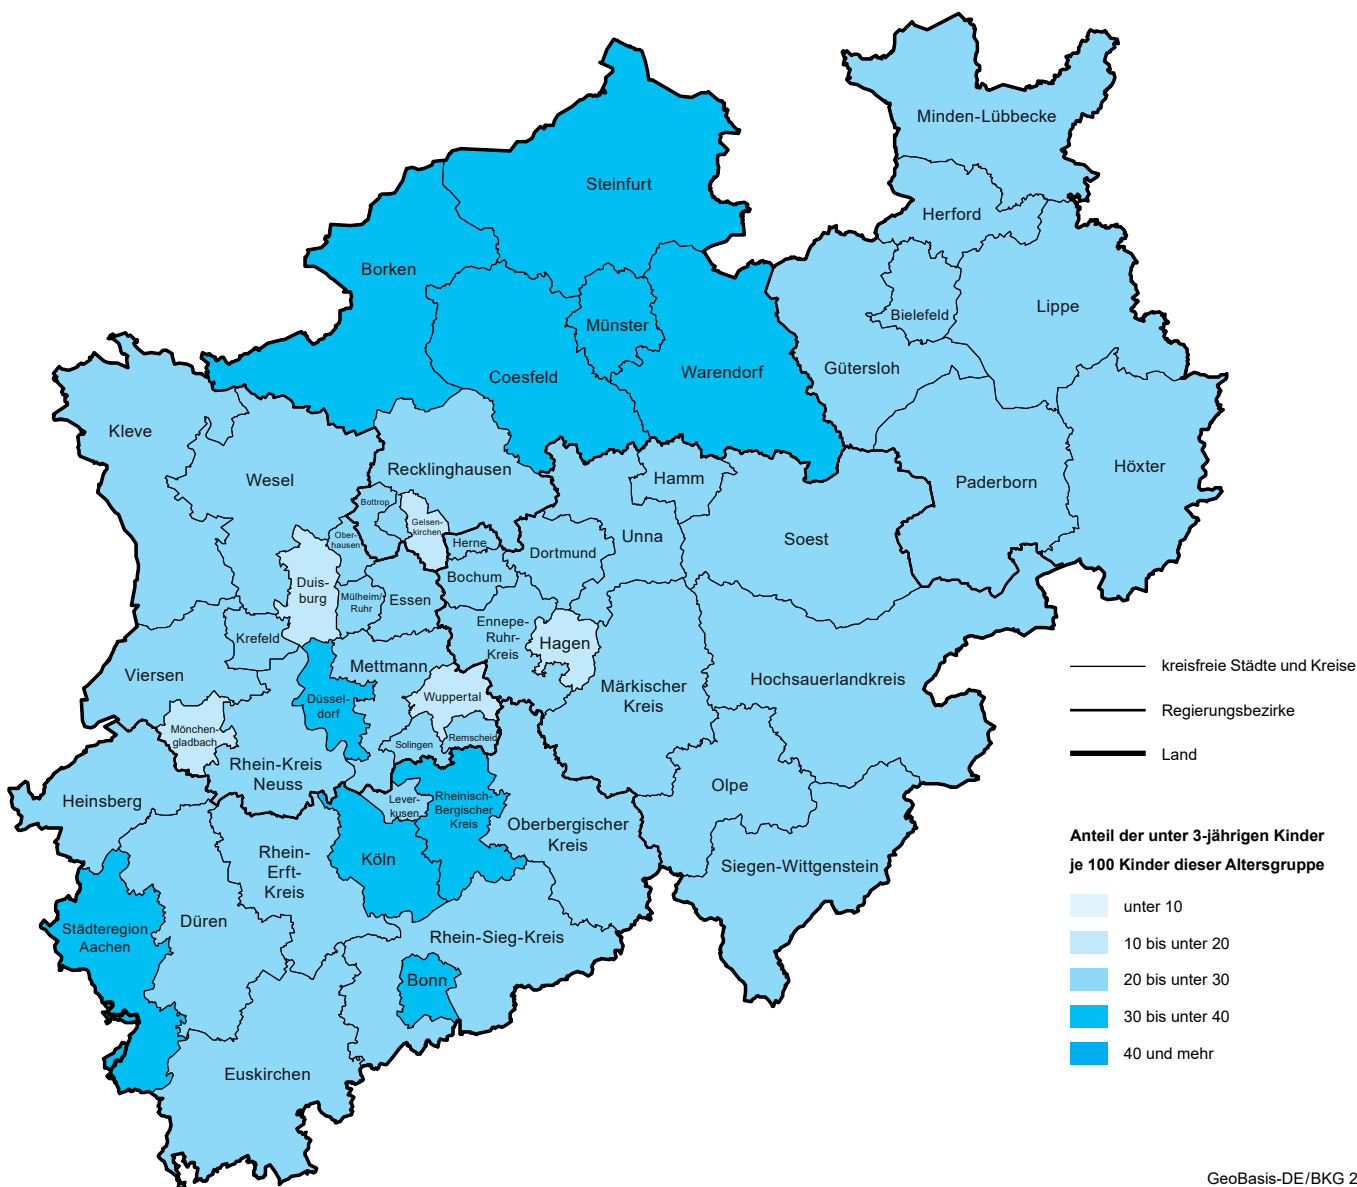 Minden-Lübbecke
Steinfurt
Herford
Borken
Lippe
Bielefeld
Münster
Gütersloh
Warendorf
Coesfeld
Kleve
Höxter
Recklinghausen
Wesel
Hamm
Paderborn
Bottrop
Gelsen-
kirchen
Ober-
hausen
Herne
Dortmund
Unna
Soest
Bochum
Duis-
burg
Mülheim/
Ruhr
Essen
Ennepe-
Ruhr-
Kreis
Hagen
Krefeld
Viersen
Mettmann
Hochsauerlandkreis
Märkischer
Kreis
Düssel-
dorf
Wuppertal
Mönchen-
gladbach
Solingen
Remscheid
Rhein-Kreis
Neuss
Heinsberg
Lever-
kusen
Rheinisch-
Bergischer
Kreis
Olpe
Oberbergischer
Kreis
Köln
Rhein-
Erft-
Kreis
Siegen-Wittgenstein
Düren
Städteregion
Aachen
Rhein-Sieg-Kreis
Bonn
Euskirchen
kreisfreie Städte und Kreise
Regierungsbezirke
Land
Anteil der unter 3-jährigen Kinder
je 100 Kinder dieser Altersgruppe
unter 10
10 bis unter 20
20 bis unter 30
30 bis unter 40
40 und mehr
GeoBasis-DE/BKG 2